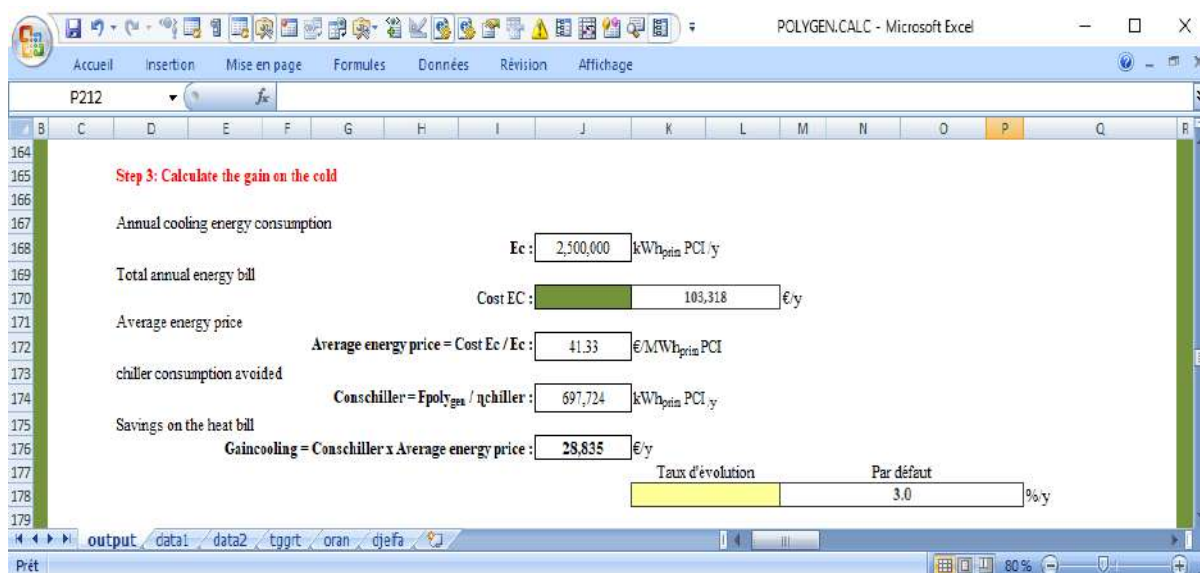 POLYGEN.CALC - Microsoft Excel
Accueil Insertion Mise en page Formules Données Révision Affichage
P212 fx
B C D E F G H I J K L M N O P Q R
164
165 Step 3: Calculate the gain on the cold
166
167 Annual cooling energy consumption
168 Ec : 2,500,000 kWhprim PCI /y
169 Total annual energy bill
170 Cost EC : 103,318 €/y
171 Average energy price
172 Average energy price = Cost Ec / Ec : 41.33 €/MWhprim PCI
173 chiller consumption avoided
174 Conschiller = Fpolygen / ηchiller : 697,724 kWhprim PCI /y
175 Savings on the heat bill
176 Gaincooling = Conschiller x Average energy price : 28,835 €/y
177 Taux d'évolution Par défaut
178 3.0 %/y
179
output data1 data2 tggrt oran djelfa
Prêt 80 %